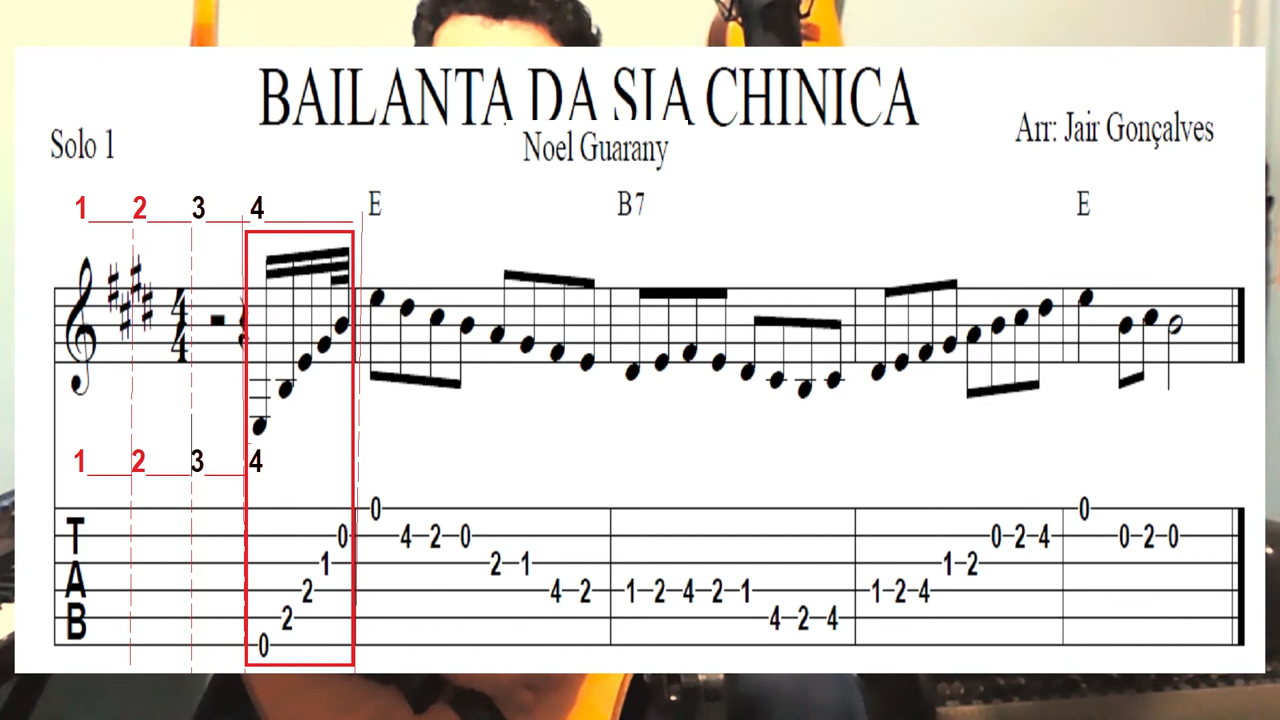 BAILANTA DA SIA CHINICA
Noel Guarany
Solo 1
Arr: Jair Gonçalves
1 2 3 4
E B7 E
4
4
1 2 3 4
T
A
B
0 2 2 1 0
0 4 2 0 2 1 4 2
1 2 4 2 1 4 2 4
1 2 4 1 2 0 2 4
0 0 2 0